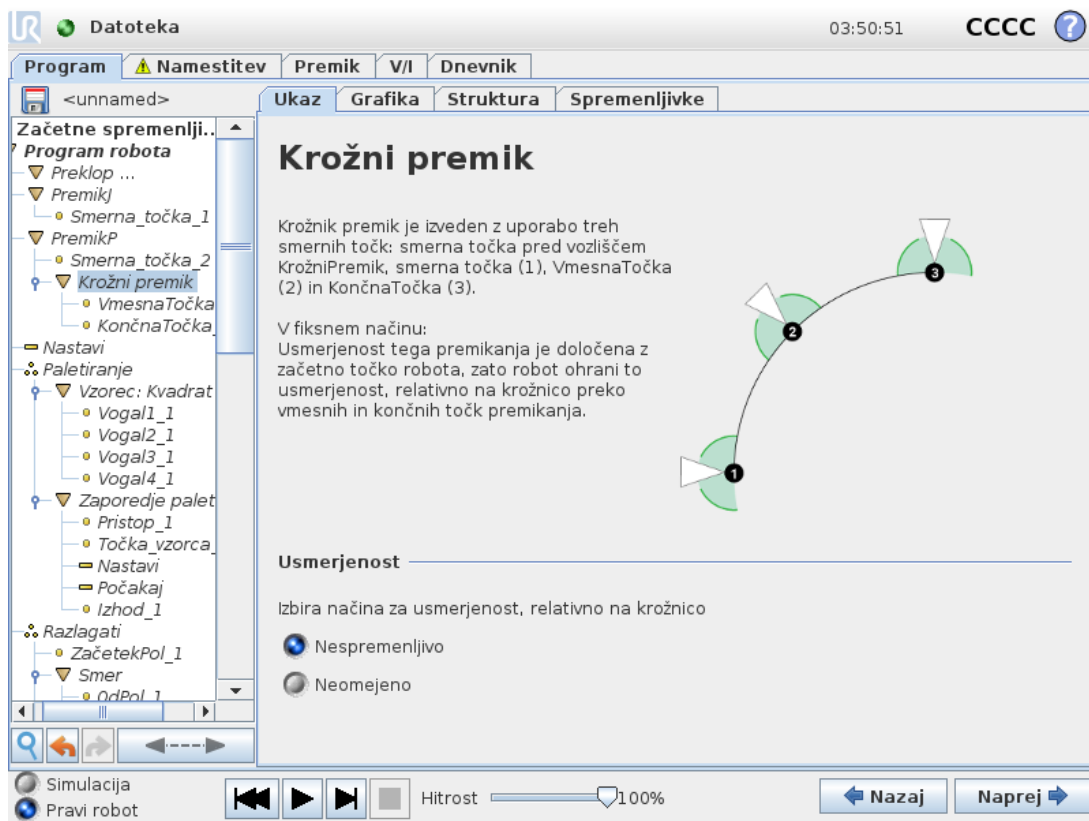 UR Datoteka 03:50:51 CCCC ?
Program Namestitev Premik V/I Dnevnik
<unnamed>
Ukaz Grafika Struktura Spremenljivke
Začetne spremenlji..
Program robota
Preklop ...
PremikJ
Smerna_točka_1
PremikP
Smerna_točka_2
Krožni premik
VmesnaTočka
KončnaTočka_
Nastavi
Paletiranje
Vzorec: Kvadrat
Vogal1_1
Vogal2_1
Vogal3_1
Vogal4_1
Zaporedje palet
Pristop_1
Točka_vzorca_
Nastavi
Počakaj
Izhod_1
Razlagati
ZačetekPol_1
Smer
OdPol_1
Krožni premik
Krožnik premik je izveden z uporabo treh
smernih točk: smerna točka pred vozliščem
KrožniPremik, smerna točka (1), VmesnaTočka
(2) in KončnaTočka (3).
V fiksnem načinu:
Usmerjenost tega premikanja je določena z
začetno točko robota, zato robot ohrani to
usmerjenost, relativno na krožnico preko
vmesnih in končnih točk premikanja.
3
2
1
Usmerjenost
Izbira načina za usmerjenost, relativno na krožnico
Nespremenljivo
Neomejeno
Simulacija
Pravi robot
Hitrost 100%
Nazaj Naprej